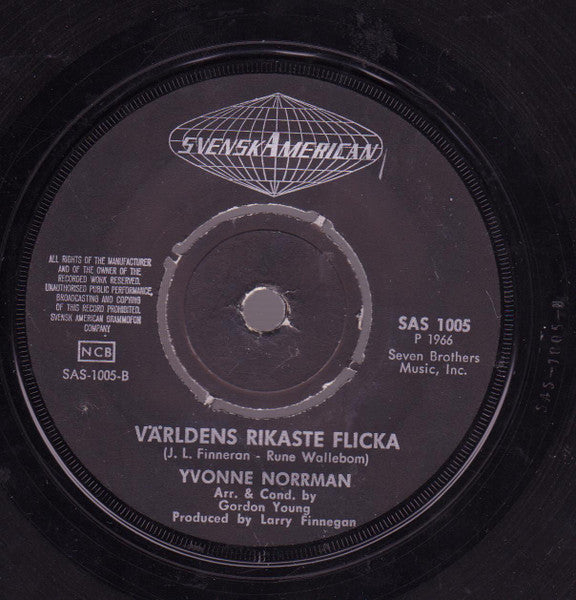 SVENSKAMERICAN
ALL RIGHTS OF THE MANUFACTURER
AND OF THE OWNER OF THE
RECORDED WORK RESERVED.
UNAUTHORISED PUBLIC PERFORMANCE,
BROADCASTING AND COPYING
OF THIS RECORD PROHIBITED.
SVENSK AMERICAN GRAMMOFON
COMPANY
NCB
SAS-1005-B
SAS 1005
P 1966
Seven Brothers
Music, Inc.
SAS-1005-B
VÄRLDENS RIKASTE FLICKA
(J. L. Finneran - Rune Wallebom)
YVONNE NORRMAN
Arr. & Cond. by
Gordon Young
Produced by Larry Finnegan